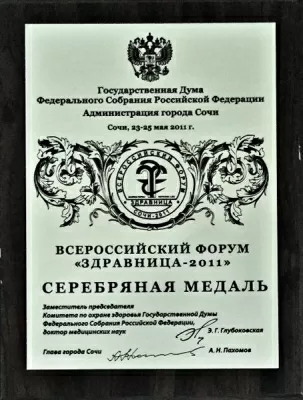 Государственная Дума
Федерального Собрания Российской Федерации
Администрация города Сочи
Сочи, 23-25 мая 2011 г.
ВСЕРОССИЙСКИЙ ФОРУМ
ЗДРАВНИЦА
СОЧИ-2011
ВСЕРОССИЙСКИЙ ФОРУМ
«ЗДРАВНИЦА-2011»
СЕРЕБРЯНАЯ МЕДАЛЬ
Заместитель председателя
Комитета по охране здоровья Государственной Думы
Федерального Собрания Российской Федерации,
доктор медицинских наук
Э. Г. Глубоковская
Глава города Сочи
А. Н. Пахомов